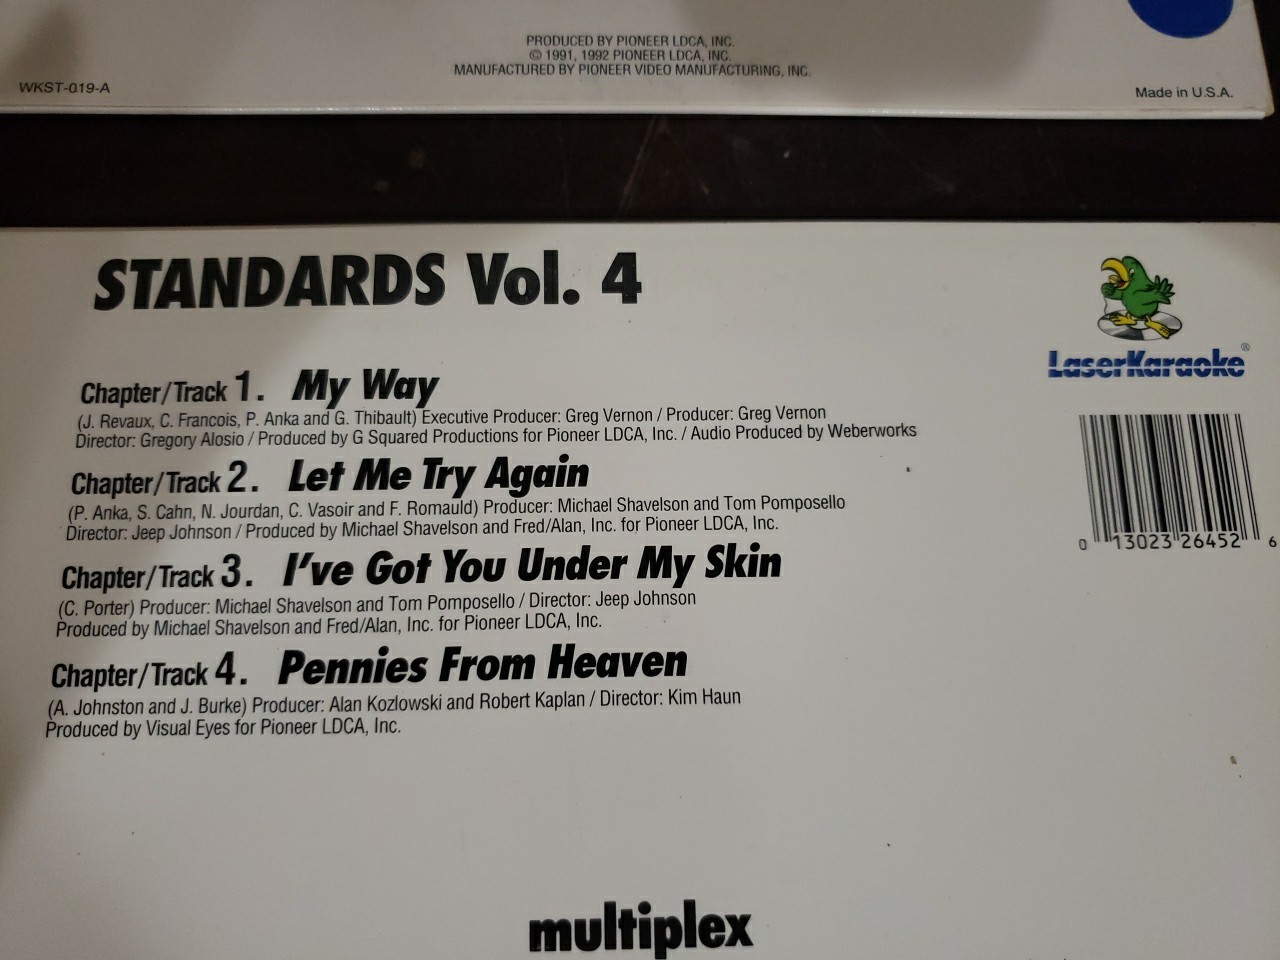 PRODUCED BY PIONEER LDCA, INC.
© 1991, 1992 PIONEER LDCA, INC.
MANUFACTURED BY PIONEER VIDEO MANUFACTURING, INC.
WKST-019-A
Made in U.S.A.
STANDARDS Vol. 4
LaserKaraoke®
Chapter/Track 1. My Way
(J. Revaux, C. Francois, P. Anka and G. Thibault) Executive Producer: Greg Vernon / Producer: Greg Vernon
Director: Gregory Alosio / Produced by G Squared Productions for Pioneer LDCA, Inc. / Audio Produced by Weberworks
Chapter/Track 2. Let Me Try Again
(P. Anka, S. Cahn, N. Jourdan, C. Vasoir and F. Romauld) Producer: Michael Shavelson and Tom Pomposello
Director: Jeep Johnson / Produced by Michael Shavelson and Fred/Alan, Inc. for Pioneer LDCA, Inc.
0 13023 26452 6
Chapter/Track 3. I've Got You Under My Skin
(C. Porter) Producer: Michael Shavelson and Tom Pomposello / Director: Jeep Johnson
Produced by Michael Shavelson and Fred/Alan, Inc. for Pioneer LDCA, Inc.
Chapter/Track 4. Pennies From Heaven
(A. Johnston and J. Burke) Producer: Alan Kozlowski and Robert Kaplan / Director: Kim Haun
Produced by Visual Eyes for Pioneer LDCA, Inc.
multiplex